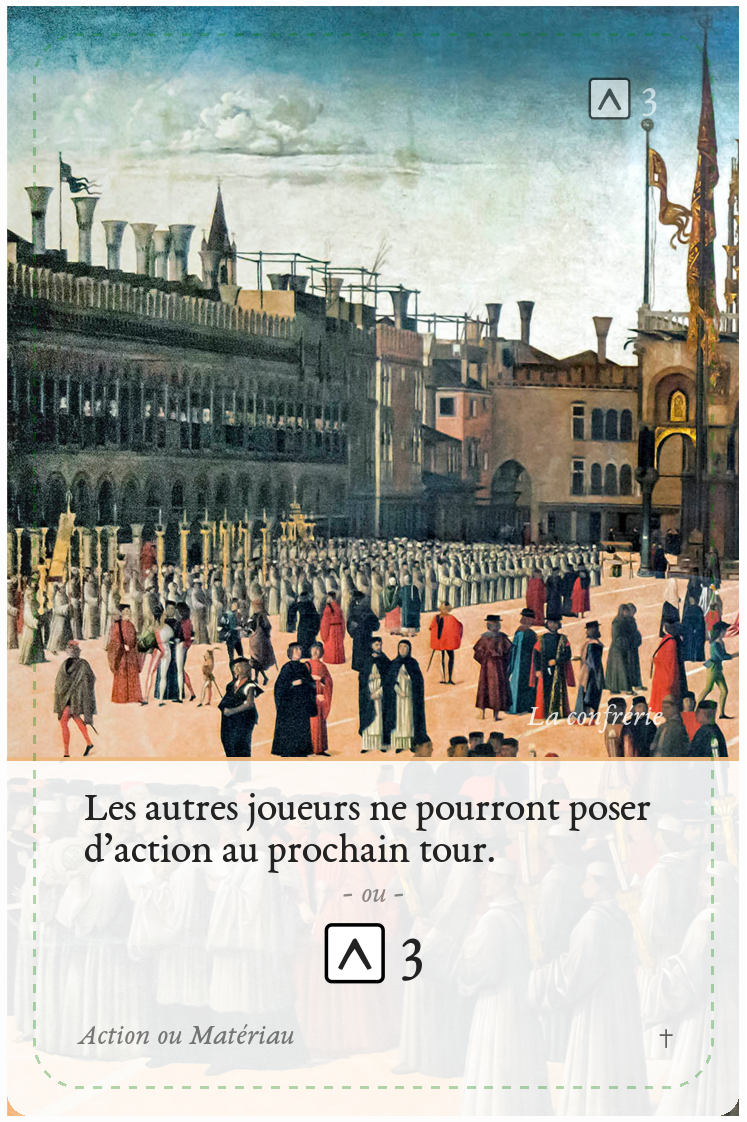 3
La confrérie
Les autres joueurs ne pourront poser
d’action au prochain tour.
- ou -
3
Action ou Matériau
†